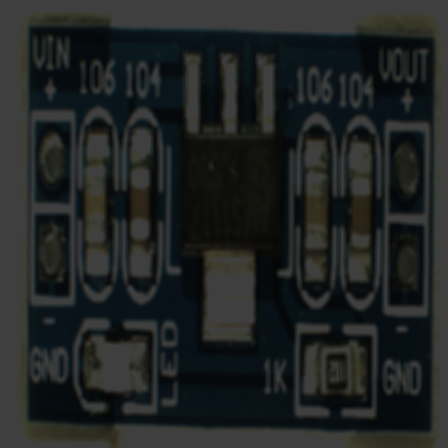 VIN
VOUT
106 104
106 104
+
+
-
-
GND
LED
1K
GND